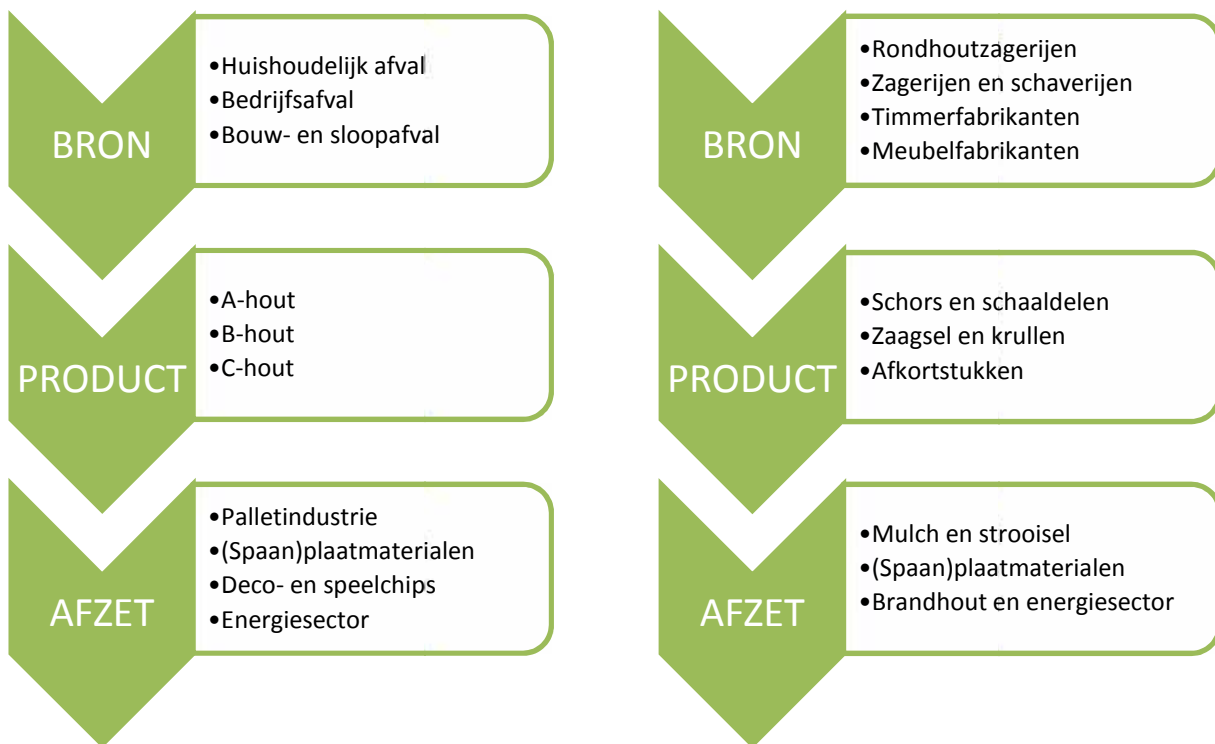 BRON
•Huishoudelijk afval
•Bedrijfsafval
•Bouw- en sloopafval
PRODUCT
•A-hout
•B-hout
•C-hout
AFZET
•Palletindustrie
•(Spaan)plaatmaterialen
•Deco- en speelchips
•Energiesector
BRON
•Rondhoutzagerijen
•Zagerijen en schaverijen
•Timmerfabrikanten
•Meubelfabrikanten
PRODUCT
•Schors en schaaldelen
•Zaagsel en krullen
•Afkortstukken
AFZET
•Mulch en strooisel
•(Spaan)plaatmaterialen
•Brandhout en energiesector